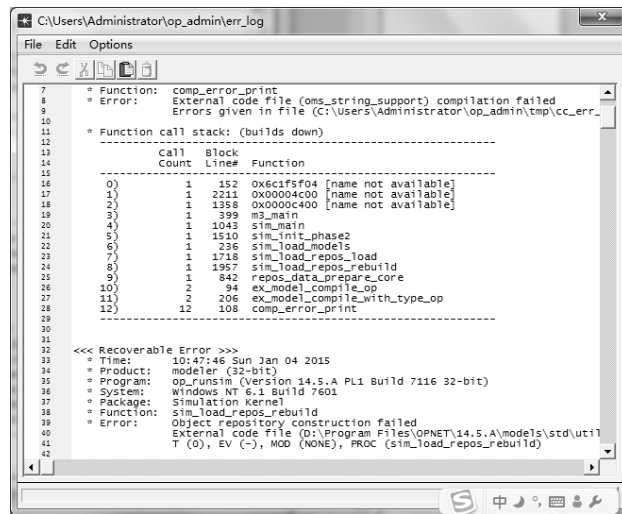 C:\Users\Administrator\op_admin\err_log
File Edit Options
7 * Function: comp_error_print
8 * Error: External code file (oms_string_support) compilation failed
9 Errors given in file (C:\Users\Administrator\op_admin\tmp\cc_err_
10
11 * Function call stack: (builds down)
12 ------------------------------------------------------------
13 Call Block
14 Count Line# Function
15 ------------------------------------------------------------
16 0) 1 152 0x6c1f5f04 [name not available]
17 1) 1 2211 0x00004c00 [name not available]
18 2) 1 1358 0x0000c400 [name not available]
19 3) 1 399 m3_main
20 4) 1 1043 sim_main
21 5) 1 1510 sim_init_phase2
22 6) 1 236 sim_load_models
23 7) 1 1718 sim_load_repos_load
24 8) 1 1957 sim_load_repos_rebuild
25 9) 1 842 repos_data_prepare_core
26 10) 2 94 ex_model_compile_op
27 11) 2 206 ex_model_compile_with_type_op
28 12) 12 108 comp_error_print
29 ------------------------------------------------------------
30
31
32 <<< Recoverable Error >>>
33 * Time: 10:47:46 Sun Jan 04 2015
34 * Product: modeler (32-bit)
35 * Program: op_runsim (Version 14.5.A PL1 Build 7116 32-bit)
36 * System: Windows NT 6.1 Build 7601
37 * Package: Simulation Kernel
38 * Function: sim_load_repos_rebuild
39 * Error: Object repository construction failed
40 External code file (D:\Program Files\OPNET\14.5.A\models\std\util
41 T (0), EV (-), MOD (NONE), PROC (sim_load_repos_rebuild)
42
S 中